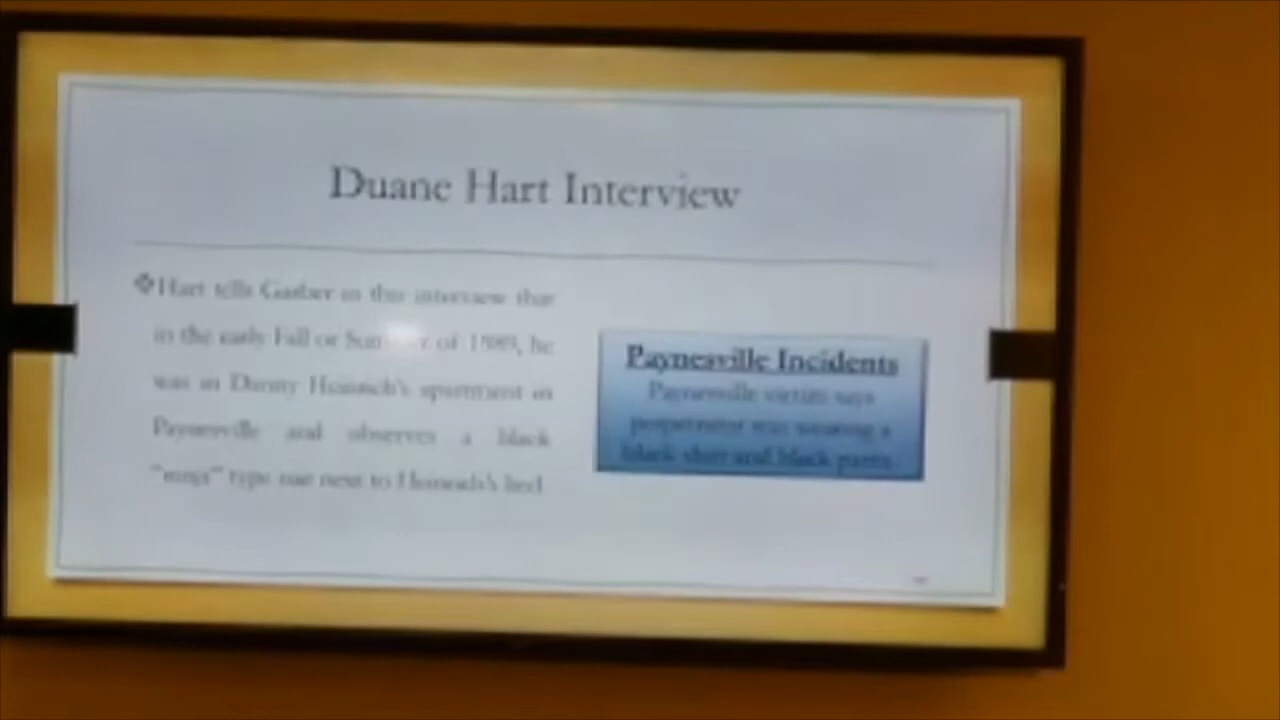 Duane Hart Interview
❖Hart tells Garber in this interview that
in the early Fall or of 1989, he
was in Danny Heinrich's apartment in
Paynesville and observes a black
"ninja" type next to Heinrich's bed
Paynesville Incidents
Paynesville victim says
perpetrator was wearing a
black shirt and black pants.